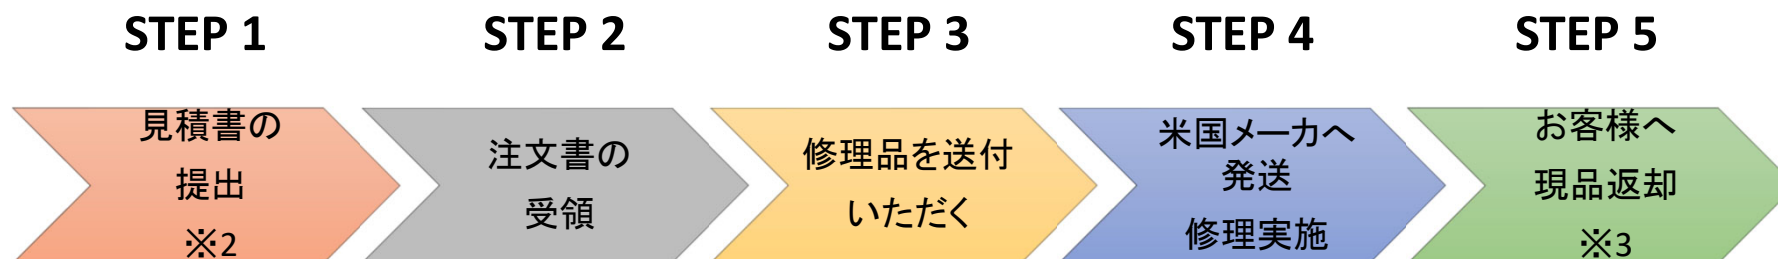 STEP 1
STEP 2
STEP 3
STEP 4
STEP 5
見積書の
提出
※2
注文書の
受領
修理品を送付
いただく
米国メーカへ
発送
修理実施
お客様へ
現品返却
※3